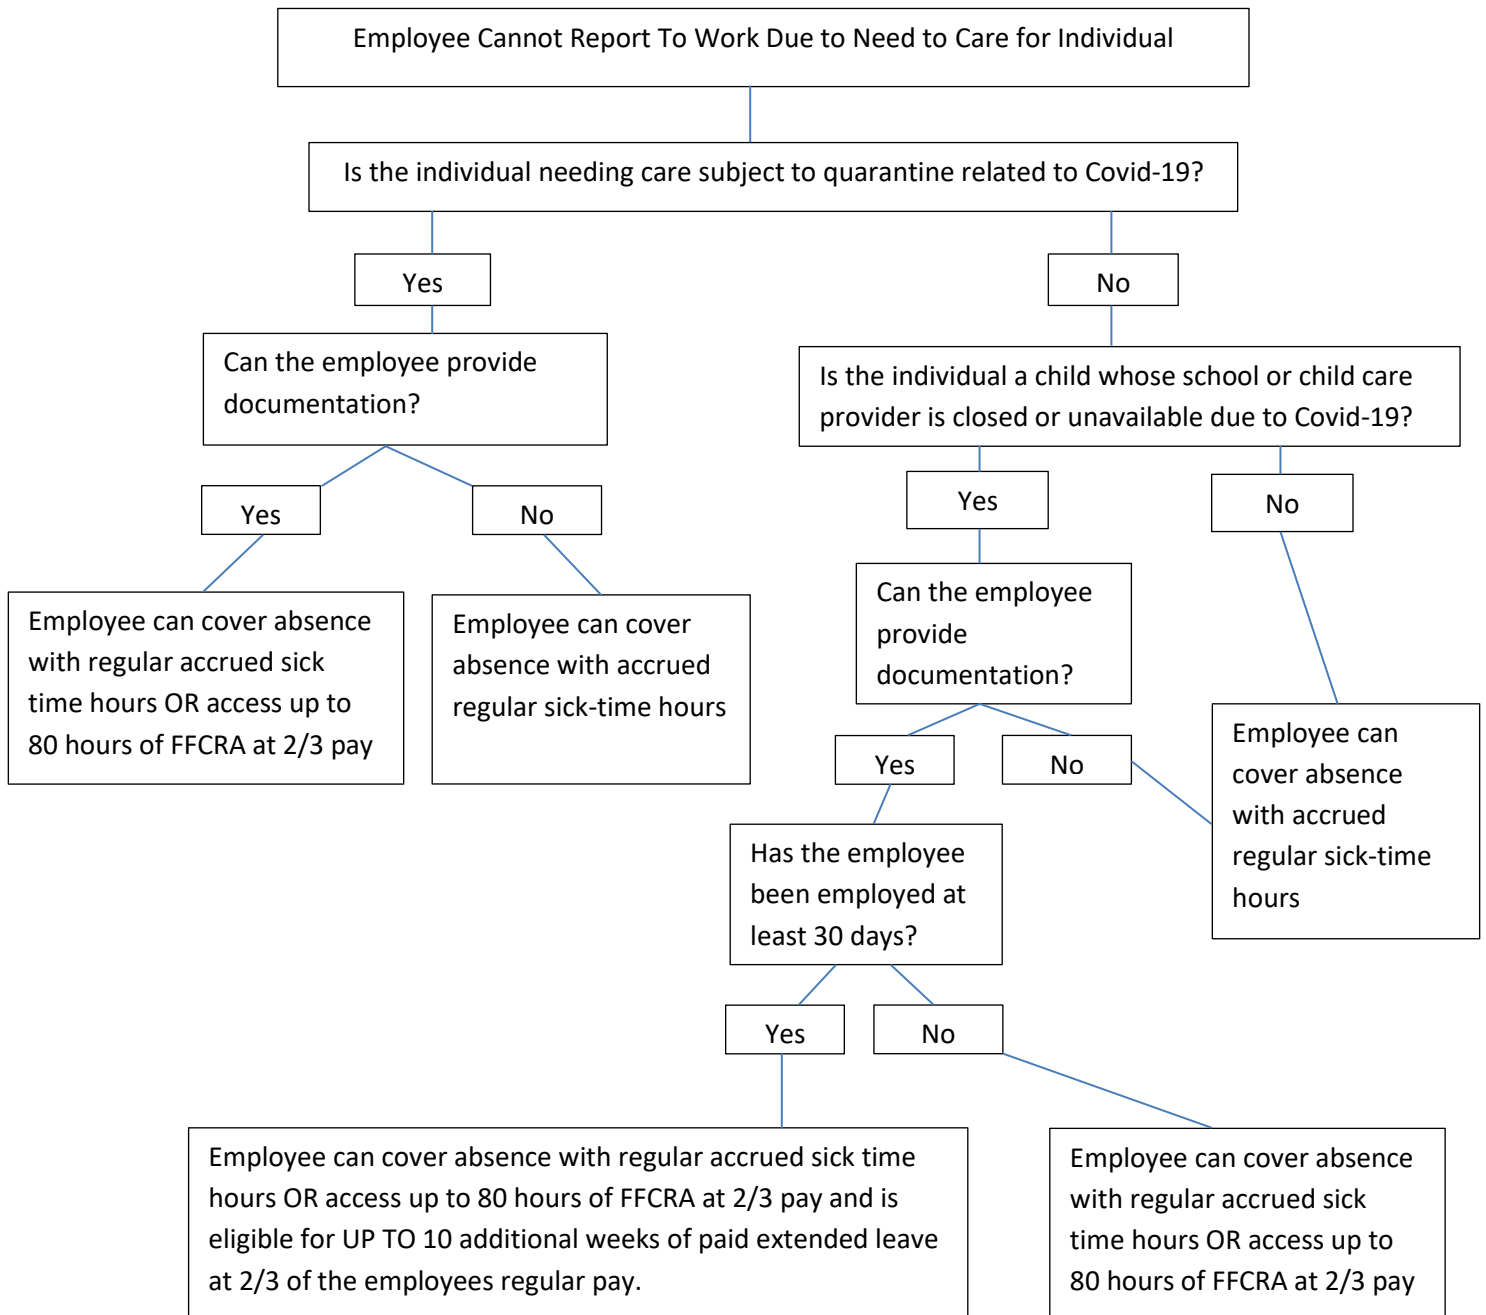 Employee Cannot Report To Work Due to Need to Care for Individual
Is the individual needing care subject to quarantine related to Covid-19?
Yes
No
Can the employee provide
documentation?
Is the individual a child whose school or child care
provider is closed or unavailable due to Covid-19?
Yes
No
Yes
No
Employee can cover absence
with regular accrued sick
time hours OR access up to
80 hours of FFCRA at 2/3 pay
Employee can cover
absence with accrued
regular sick-time hours
Can the employee
provide
documentation?
Yes
No
Employee can
cover absence
with accrued
regular sick-time
hours
Has the employee
been employed at
least 30 days?
Yes
No
Employee can cover absence with regular accrued sick time
hours OR access up to 80 hours of FFCRA at 2/3 pay and is
eligible for UP TO 10 additional weeks of paid extended leave
at 2/3 of the employees regular pay.
Employee can cover absence
with regular accrued sick
time hours OR access up to
80 hours of FFCRA at 2/3 pay